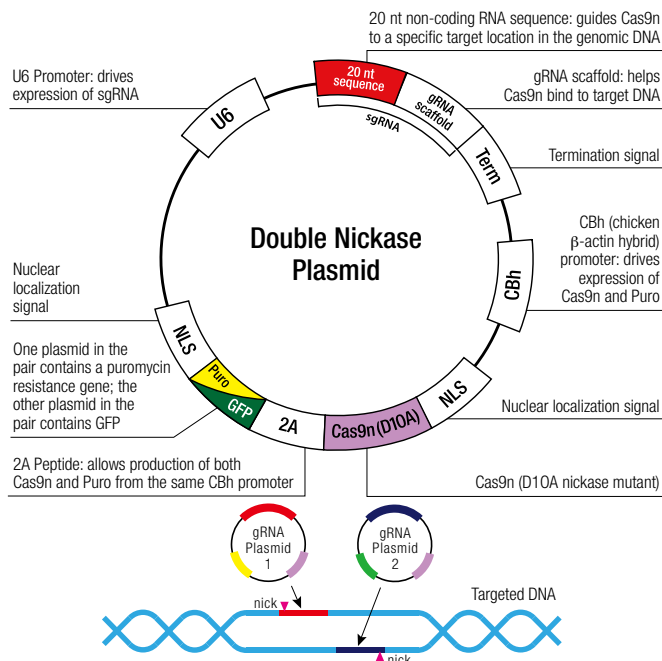 20 nt non-coding RNA sequence: guides Cas9n
to a specific target location in the genomic DNA
U6 Promoter: drives
expression of sgRNA
gRNA scaffold: helps
Cas9n bind to target DNA
20 nt
sequence
gRNA
scaffold
sgRNA
U6
Term
Termination signal
Double Nickase
Plasmid
CBh (chicken
β-actin hybrid)
promoter: drives
expression of
Cas9n and Puro
CBh
Nuclear
localization
signal
NLS
One plasmid in the
pair contains a puromycin
resistance gene; the
other plasmid in the
pair contains GFP
Puro
GFP
2A
Cas9n (D10A)
NLS
Nuclear localization signal
2A Peptide: allows production of both
Cas9n and Puro from the same CBh promoter
Cas9n (D10A nickase mutant)
gRNA
Plasmid
1
gRNA
Plasmid
2
Targeted DNA
nick
nick